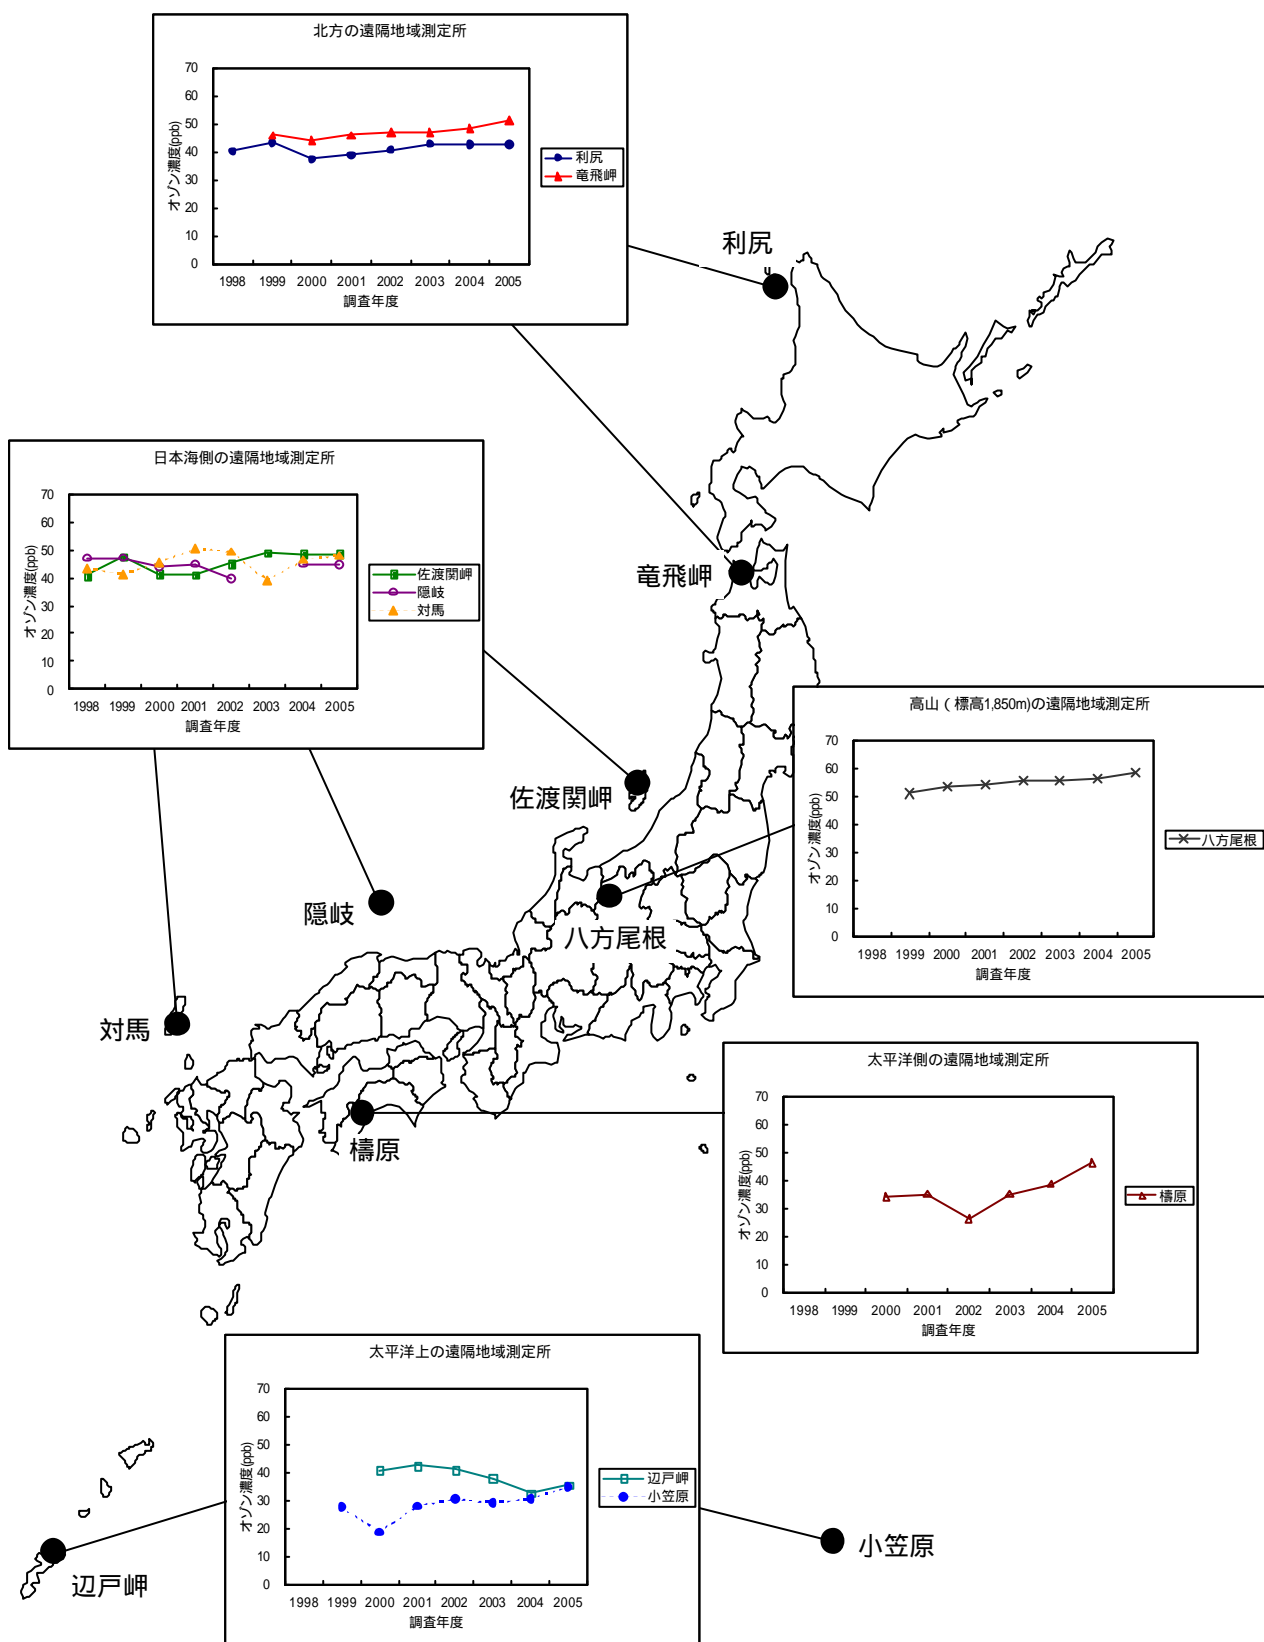 北方の遠隔地域測定所
オゾン濃度(ppb)
70
60
50
40
30
20
10
0
1998 1999 2000 2001 2002 2003 2004 2005
調査年度
利尻
竜飛岬
利尻
日本海側の遠隔地域測定所
オゾン濃度(ppb)
70
60
50
40
30
20
10
0
1998 1999 2000 2001 2002 2003 2004 2005
調査年度
佐渡関岬
隠岐
対馬
竜飛岬
高山(標高1,850m)の遠隔地域測定所
オゾン濃度(ppb)
70
60
50
40
30
20
10
0
1998 1999 2000 2001 2002 2003 2004 2005
調査年度
八方尾根
佐渡関岬
隠岐
八方尾根
対馬
太平洋側の遠隔地域測定所
オゾン濃度(ppb)
70
60
50
40
30
20
10
0
1998 1999 2000 2001 2002 2003 2004 2005
調査年度
檮原
檮原
太平洋上の遠隔地域測定所
オゾン濃度(ppb)
70
60
50
40
30
20
10
0
1998 1999 2000 2001 2002 2003 2004 2005
調査年度
辺戸岬
小笠原
小笠原
辺戸岬